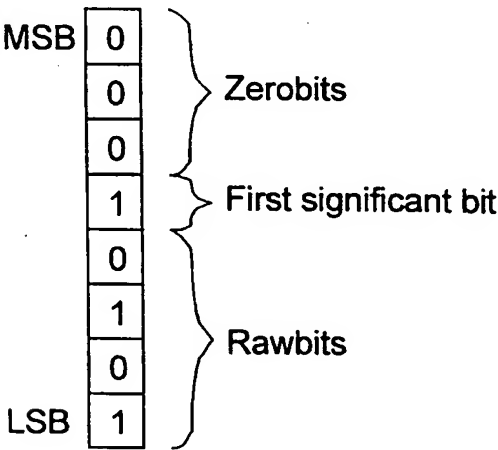 MSB 0
0 Zerobits
0
1 First significant bit
0
1
0 Rawbits
LSB 1